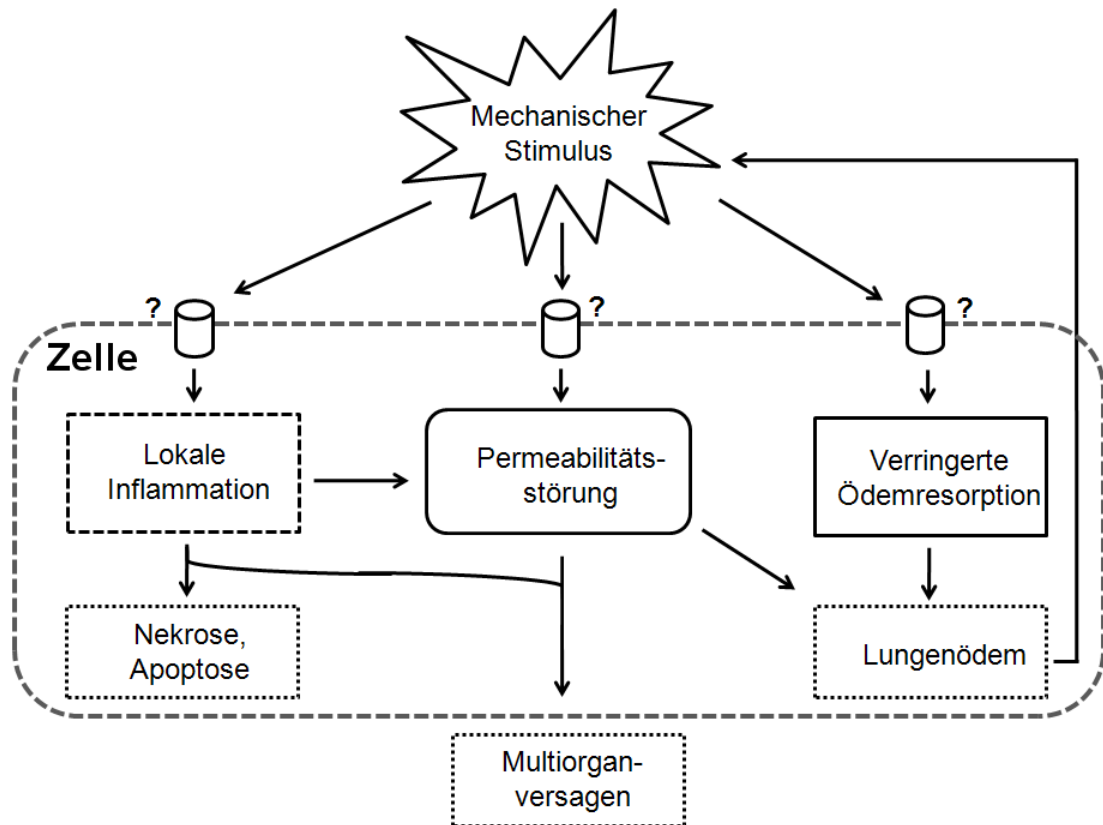 Mechanischer
Stimulus
?
?
?
Zelle
Lokale
Inflammation
Permeabilitäts-
störung
Verringerte
Ödemresorption
Nekrose,
Apoptose
Lungenödem
Multiorgan-
versagen